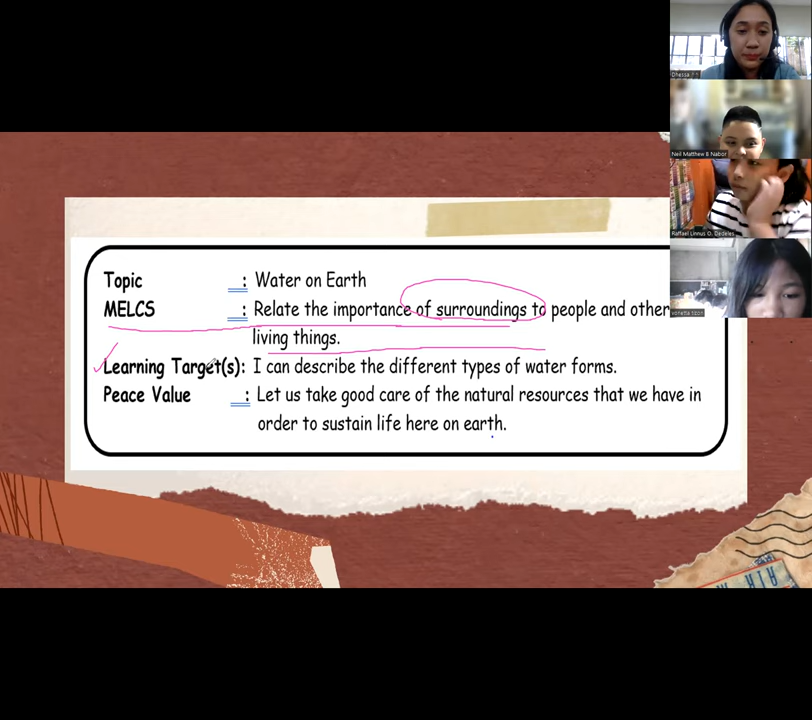 Dhessa
Neil Matthew B Nabor
Raffael Linnus D. Dedeles
Topic : Water on Earth
MELCS : Relate the importance of surroundings to people and other
living things.
Learning Target(s): I can describe the different types of water forms.
Peace Value : Let us take good care of the natural resources that we have in
order to sustain life here on earth.
AIR